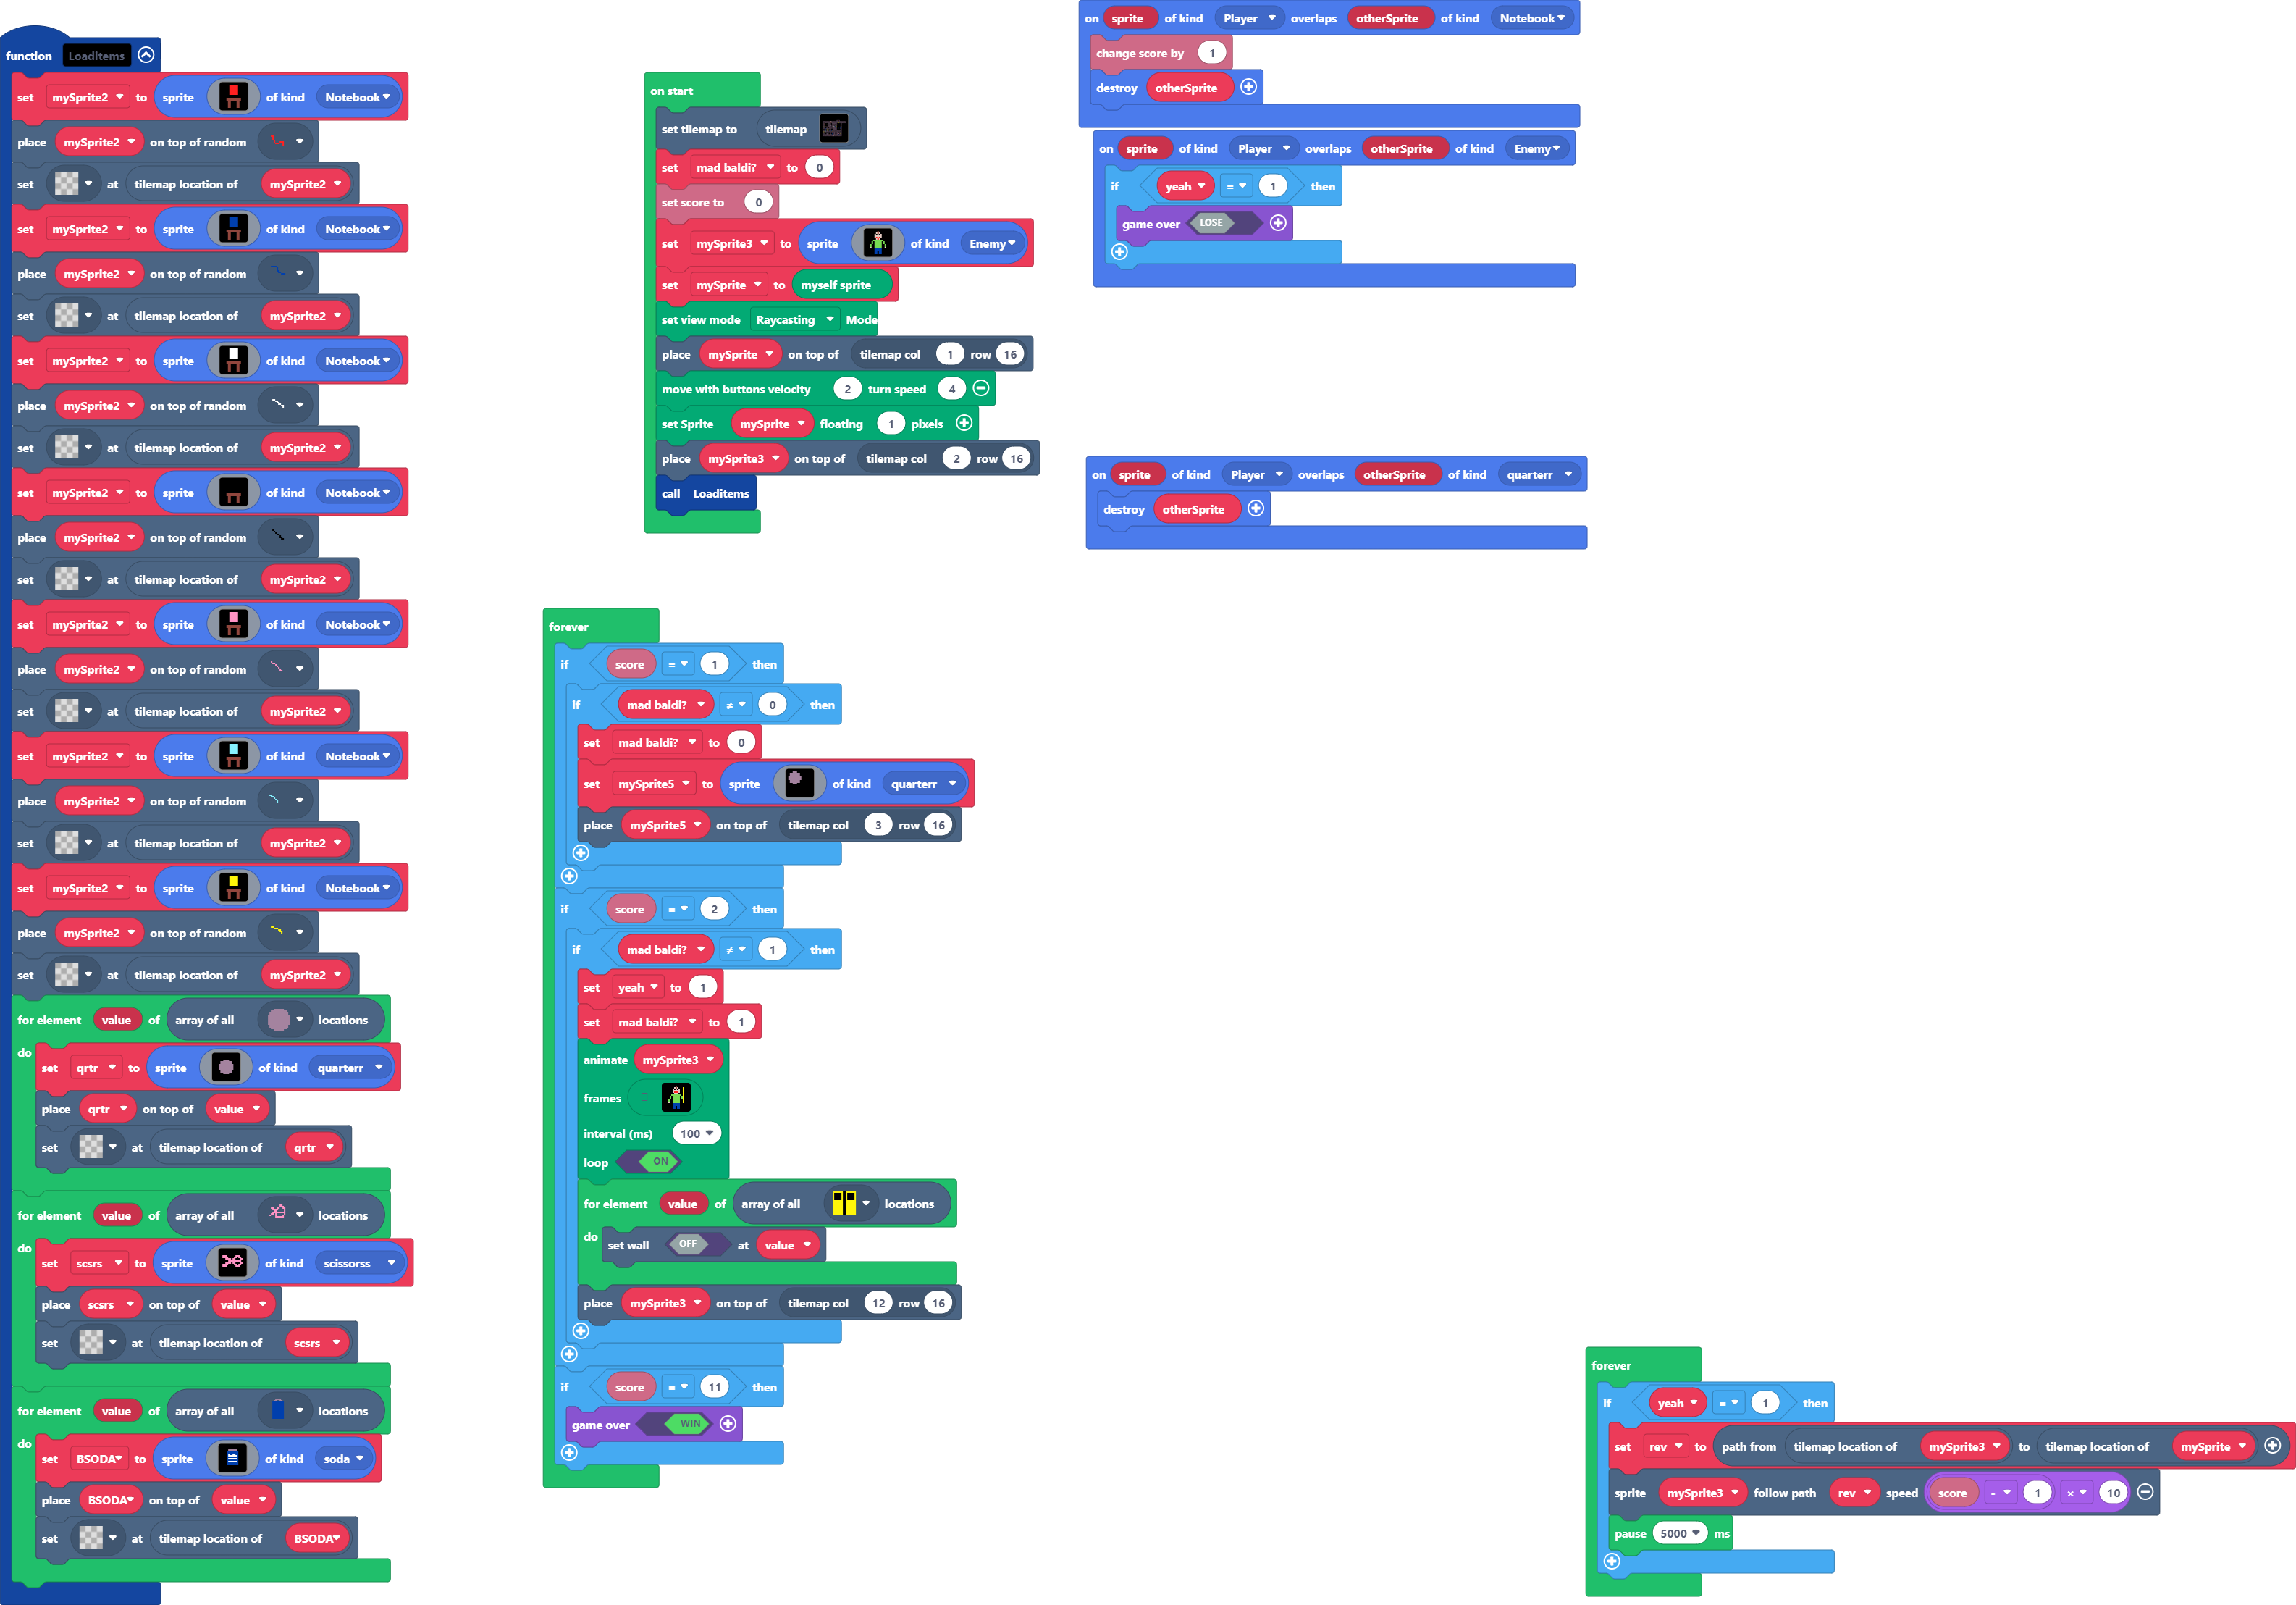 function Loaditems
set mySprite2 to sprite of kind Notebook
place mySprite2 on top of random
set at tilemap location of mySprite2
set mySprite2 to sprite of kind Notebook
place mySprite2 on top of random
set at tilemap location of mySprite2
set mySprite2 to sprite of kind Notebook
place mySprite2 on top of random
set at tilemap location of mySprite2
set mySprite2 to sprite of kind Notebook
place mySprite2 on top of random
set at tilemap location of mySprite2
set mySprite2 to sprite of kind Notebook
place mySprite2 on top of random
set at tilemap location of mySprite2
set mySprite2 to sprite of kind Notebook
place mySprite2 on top of random
set at tilemap location of mySprite2
set mySprite2 to sprite of kind Notebook
place mySprite2 on top of random
set at tilemap location of mySprite2
for element value of array of all locations
do
set qrtr to sprite of kind quarterr
place qrtr on top of value
set at tilemap location of qrtr
for element value of array of all locations
do
set scsrs to sprite of kind scissorss
place scsrs on top of value
set at tilemap location of scsrs
for element value of array of all locations
do
set BSODA to sprite of kind soda
place BSODA on top of value
set at tilemap location of BSODA
on start
set tilemap to tilemap
set mad baldi? to 0
set score to 0
set mySprite3 to sprite of kind Enemy
set mySprite to myself sprite
set view mode Raycasting Mode
place mySprite on top of tilemap col 1 row 16
move with buttons velocity 2 turn speed 4
set Sprite mySprite floating 1 pixels
place mySprite3 on top of tilemap col 2 row 16
call Loaditems
forever
if score = 1 then
if mad baldi? ≠ 0 then
set mad baldi? to 0
set mySprite5 to sprite of kind quarterr
place mySprite5 on top of tilemap col 3 row 16
if score = 2 then
if mad baldi? ≠ 1 then
set yeah to 1
set mad baldi? to 1
animate mySprite3
frames
interval (ms) 100
loop ON
for element value of array of all locations
do set wall OFF at value
place mySprite3 on top of tilemap col 12 row 16
if score = 11 then
game over WIN
on sprite of kind Player overlaps otherSprite of kind Notebook
change score by 1
destroy otherSprite
on sprite of kind Player overlaps otherSprite of kind Enemy
if yeah = 1 then
game over LOSE
on sprite of kind Player overlaps otherSprite of kind quarterr
destroy otherSprite
forever
if yeah = 1 then
set rev to path from tilemap location of mySprite3 to tilemap location of mySprite
sprite mySprite3 follow path rev speed score - 1 × 10
pause 5000 ms